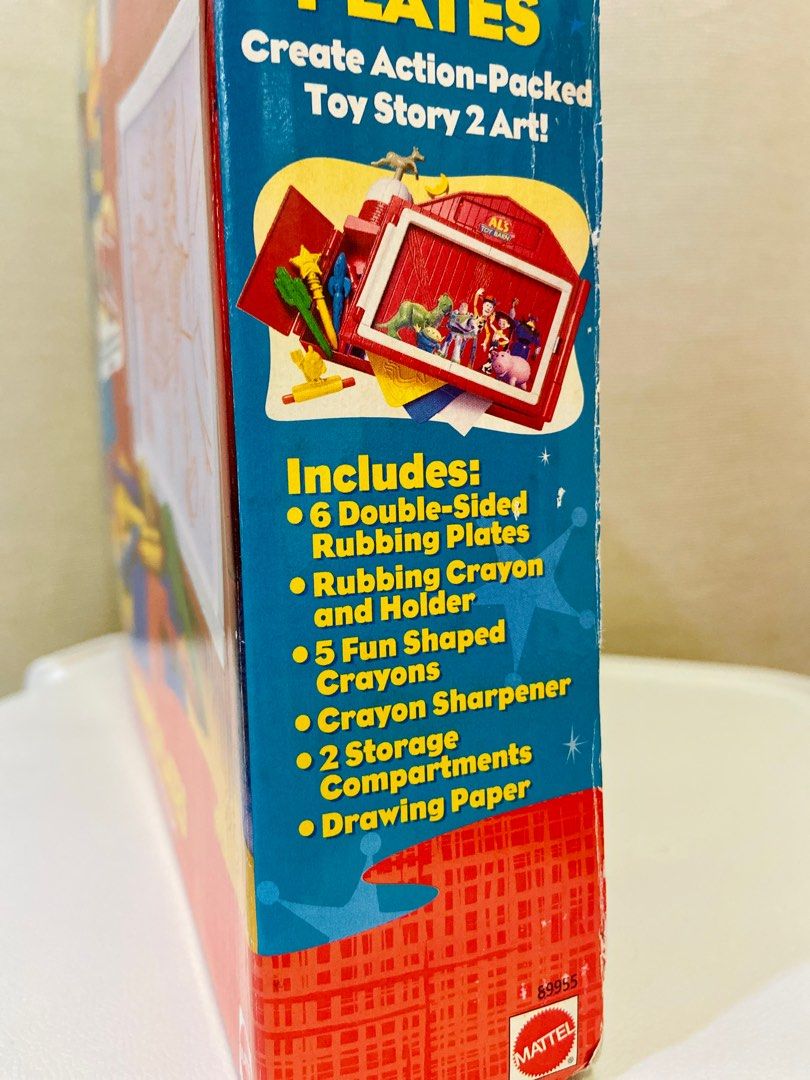 PLATES
Create Action-Packed
Toy Story 2 Art!
AL'S
TOY BARN
Includes:
• 6 Double-Sided
Rubbing Plates
• Rubbing Crayon
and Holder
• 5 Fun Shaped
Crayons
• Crayon Sharpener
• 2 Storage
Compartments
• Drawing Paper
89955
MATTEL
®